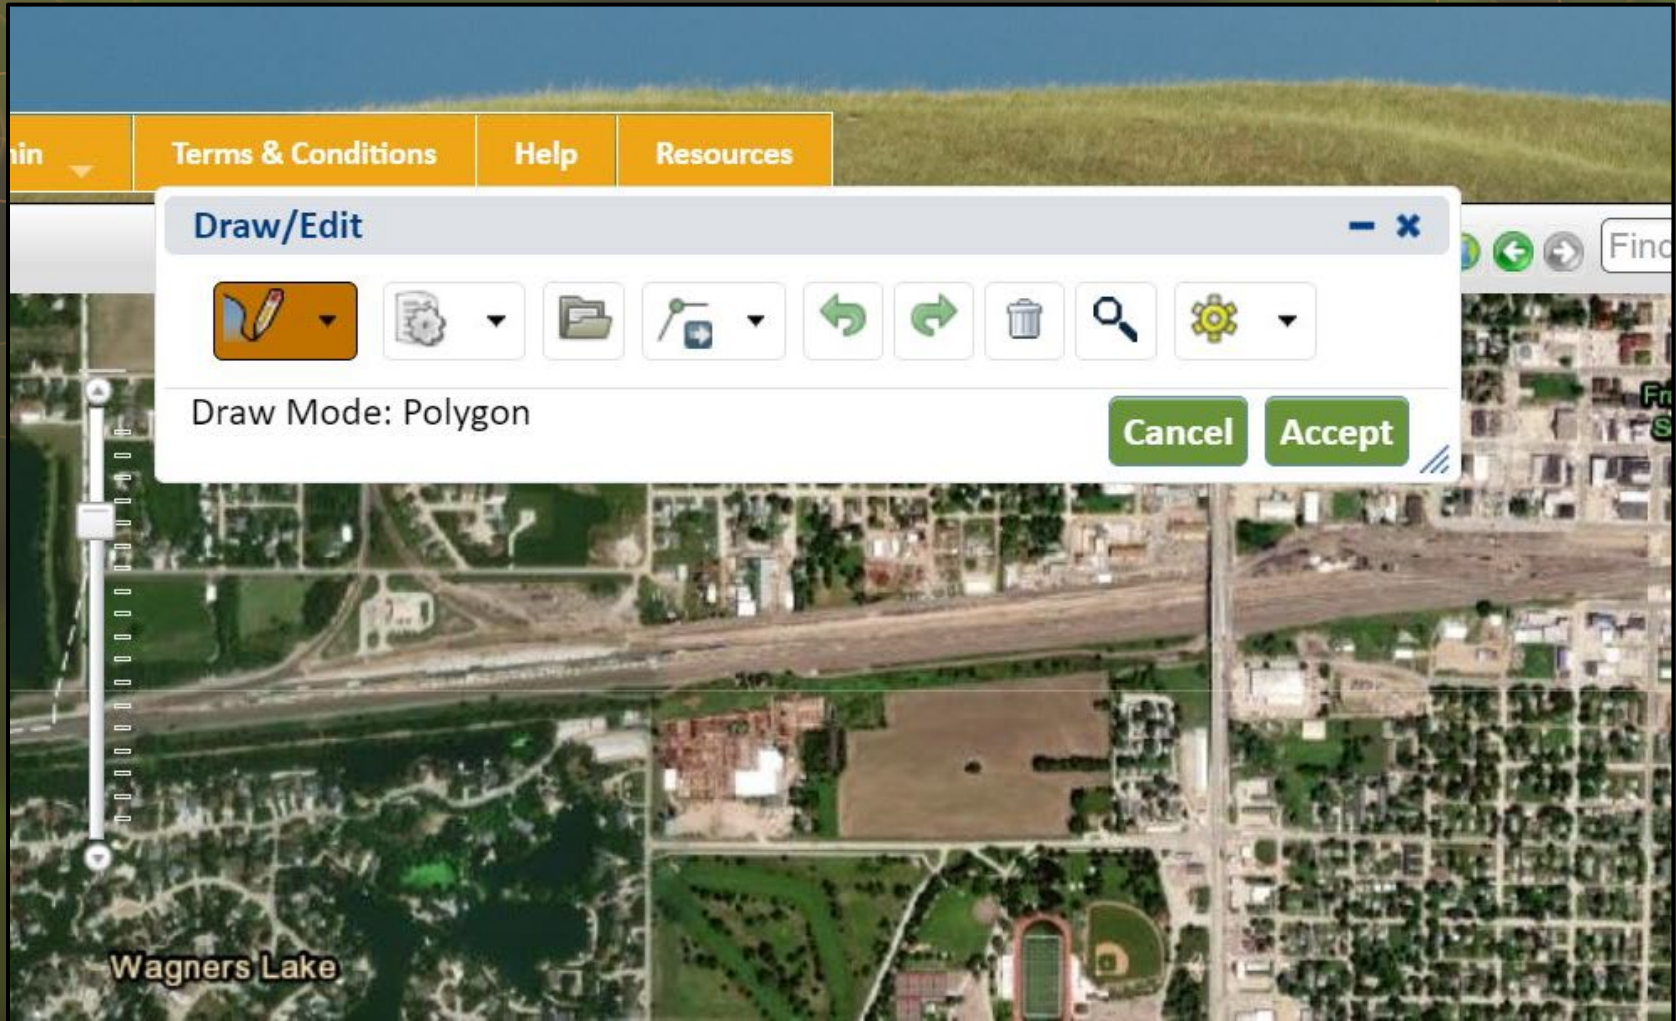 Terms & Conditions
Help
Resources
Draw/Edit
Draw Mode: Polygon
Cancel
Accept
Wagners Lake